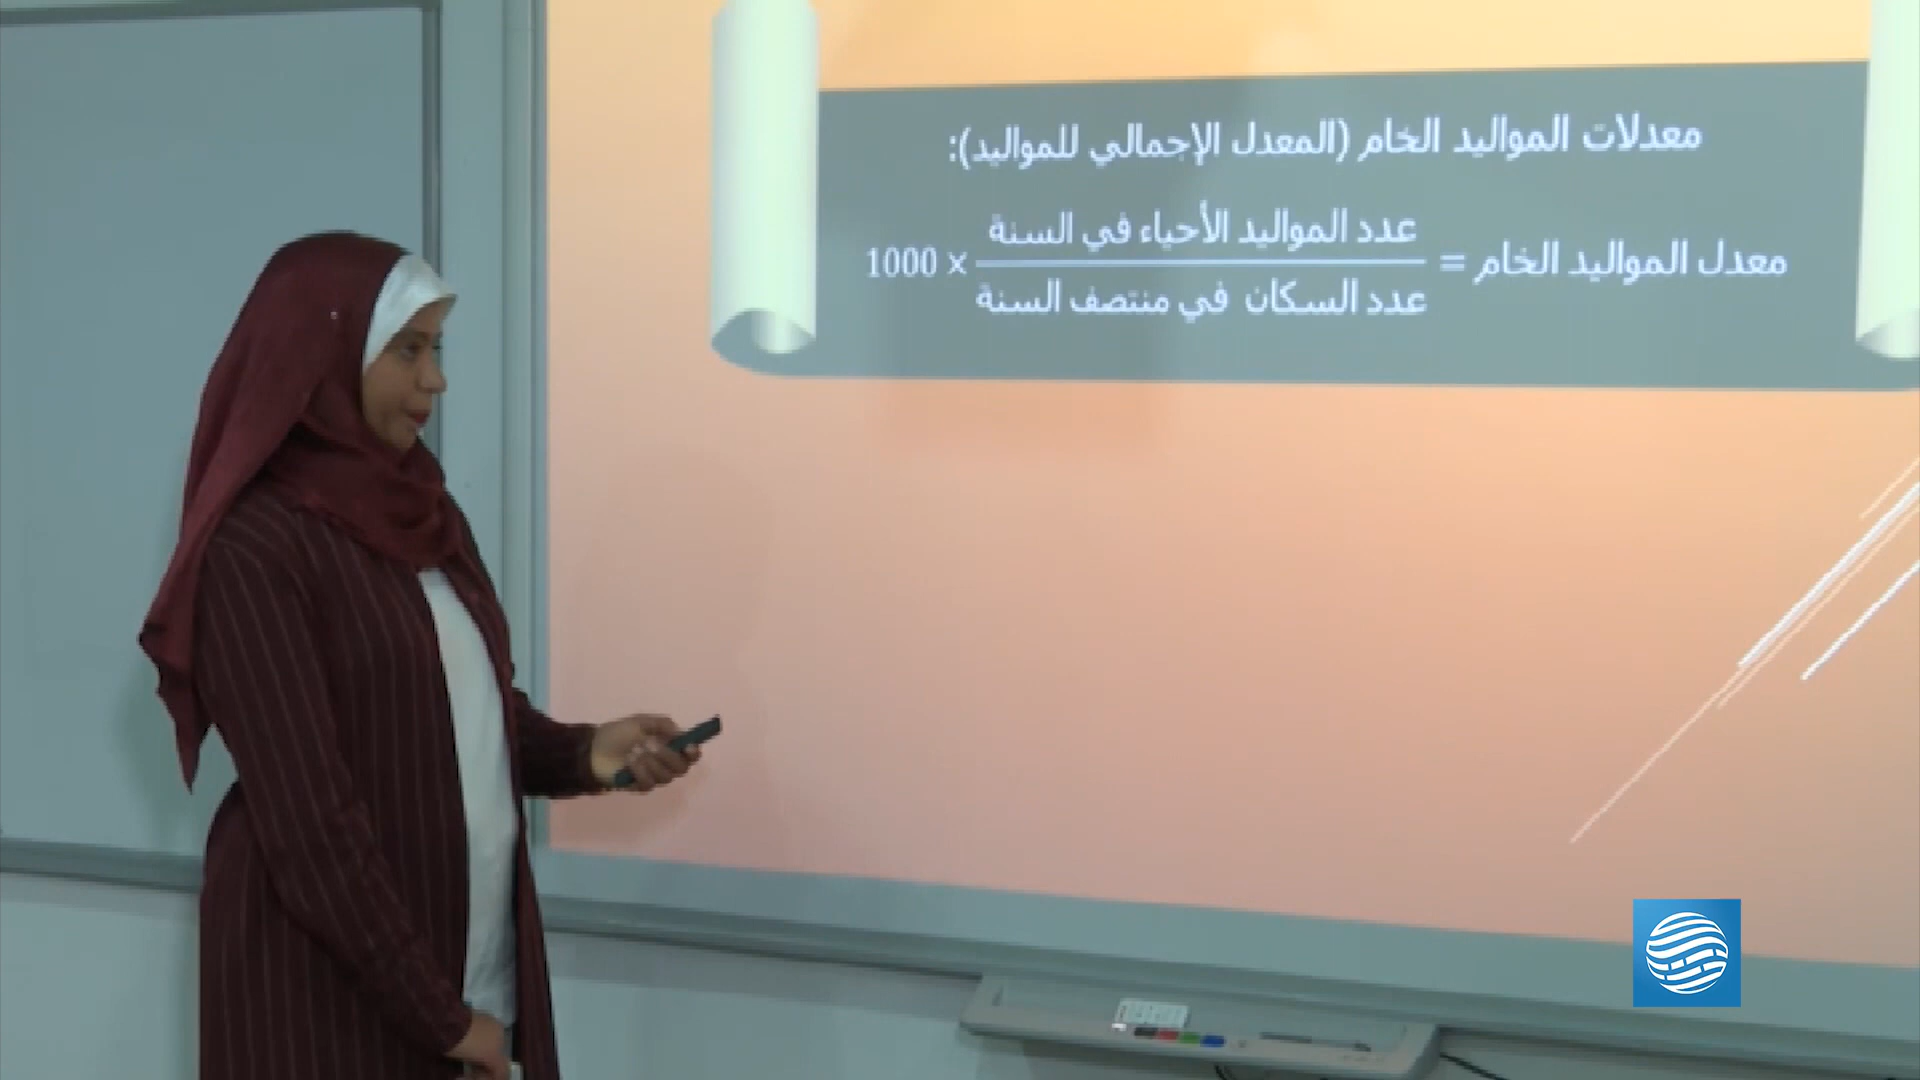 معدلات المواليد الخام (المعدل الإجمالي للمواليد):
عدد المواليد الأحياء في السنة
معدل المواليد الخام = ــــــــــــــــــ × 1000
عدد السكان في منتصف السنة